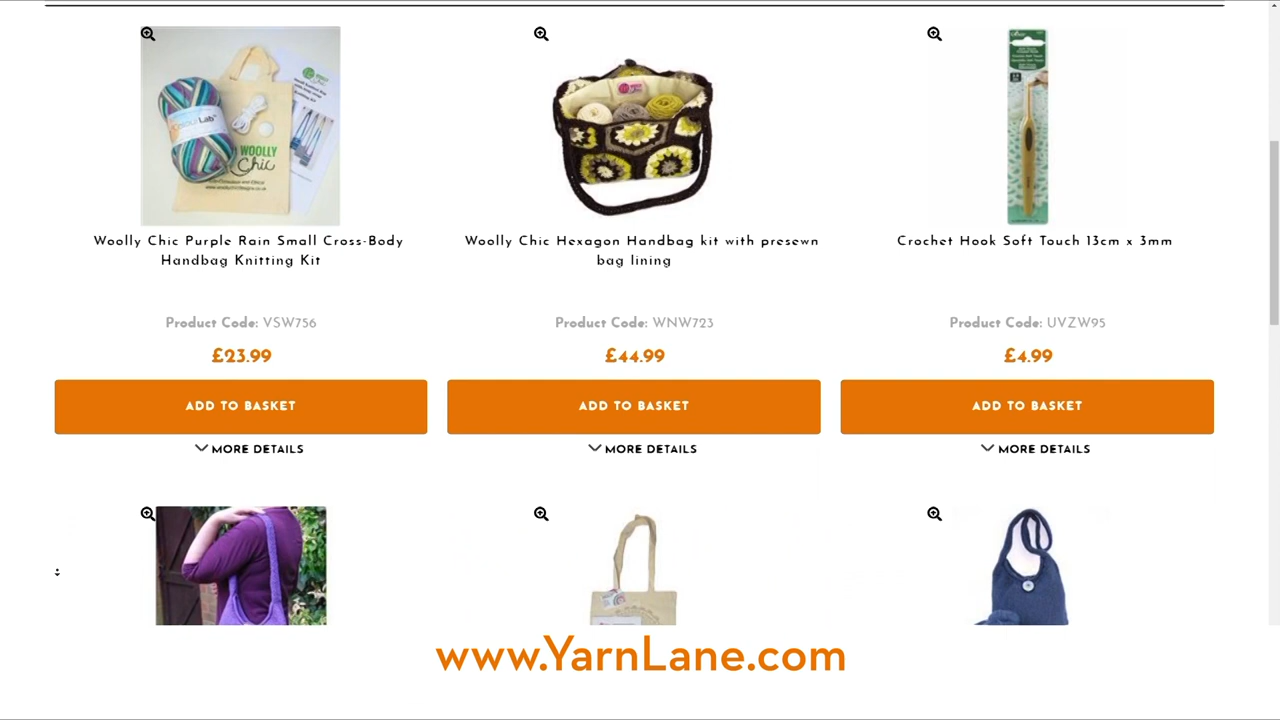 ColourLab
WOOLLY
Chic
Woolly Chic Purple Rain Small Cross-Body
Handbag Knitting Kit
Product Code: VSW756
£23.99
ADD TO BASKET
MORE DETAILS
Woolly Chic Hexagon Handbag kit with presewn
bag lining
Product Code: WNW723
£44.99
ADD TO BASKET
MORE DETAILS
Crochet Hook Soft Touch 13cm x 3mm
Product Code: UVZW95
£4.99
ADD TO BASKET
MORE DETAILS
www.YarnLane.com